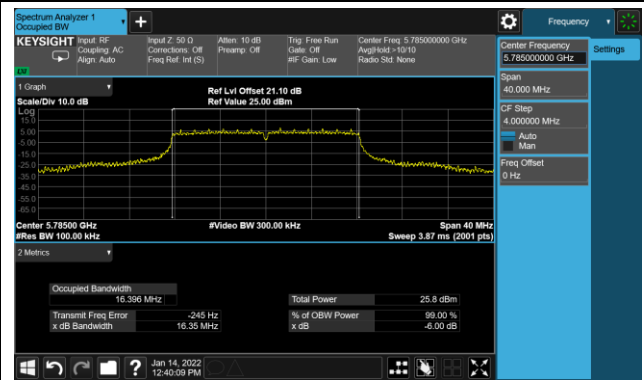 Spectrum Analyzer 1
Occupied BW
+
Frequency
KEYSIGHT
Input: RF
Coupling: AC
Align: Auto
Input Z: 50 Ω
Corrections: Off
Freq Ref: Int (S)
Atten: 10 dB
Preamp: Off
Trig: Free Run
Gate: Off
#IF Gain: Low
Center Freq: 5.785000000 GHz
Avg|Hold:>10/10
Radio Std: None
Center Frequency
5.785000000 GHz
Settings
Span
40.000 MHz
CF Step
4.000000 MHz
Auto
Man
Freq Offset
0 Hz
1 Graph
Scale/Div 10.0 dB
Ref Lvl Offset 21.10 dB
Ref Value 25.00 dBm
Log
15.0
5.00
-5.00
-15.0
-25.0
-35.0
-45.0
-55.0
-65.0
Center 5.78500 GHz
#Res BW 100.00 kHz
#Video BW 300.00 kHz
Span 40 MHz
Sweep 3.87 ms (2001 pts)
2 Metrics
Occupied Bandwidth
16.396 MHz
Total Power 25.8 dBm
Transmit Freq Error -245 Hz
% of OBW Power 99.00 %
x dB Bandwidth 16.35 MHz
x dB -6.00 dB
?
Jan 14, 2022
12:40:09 PM